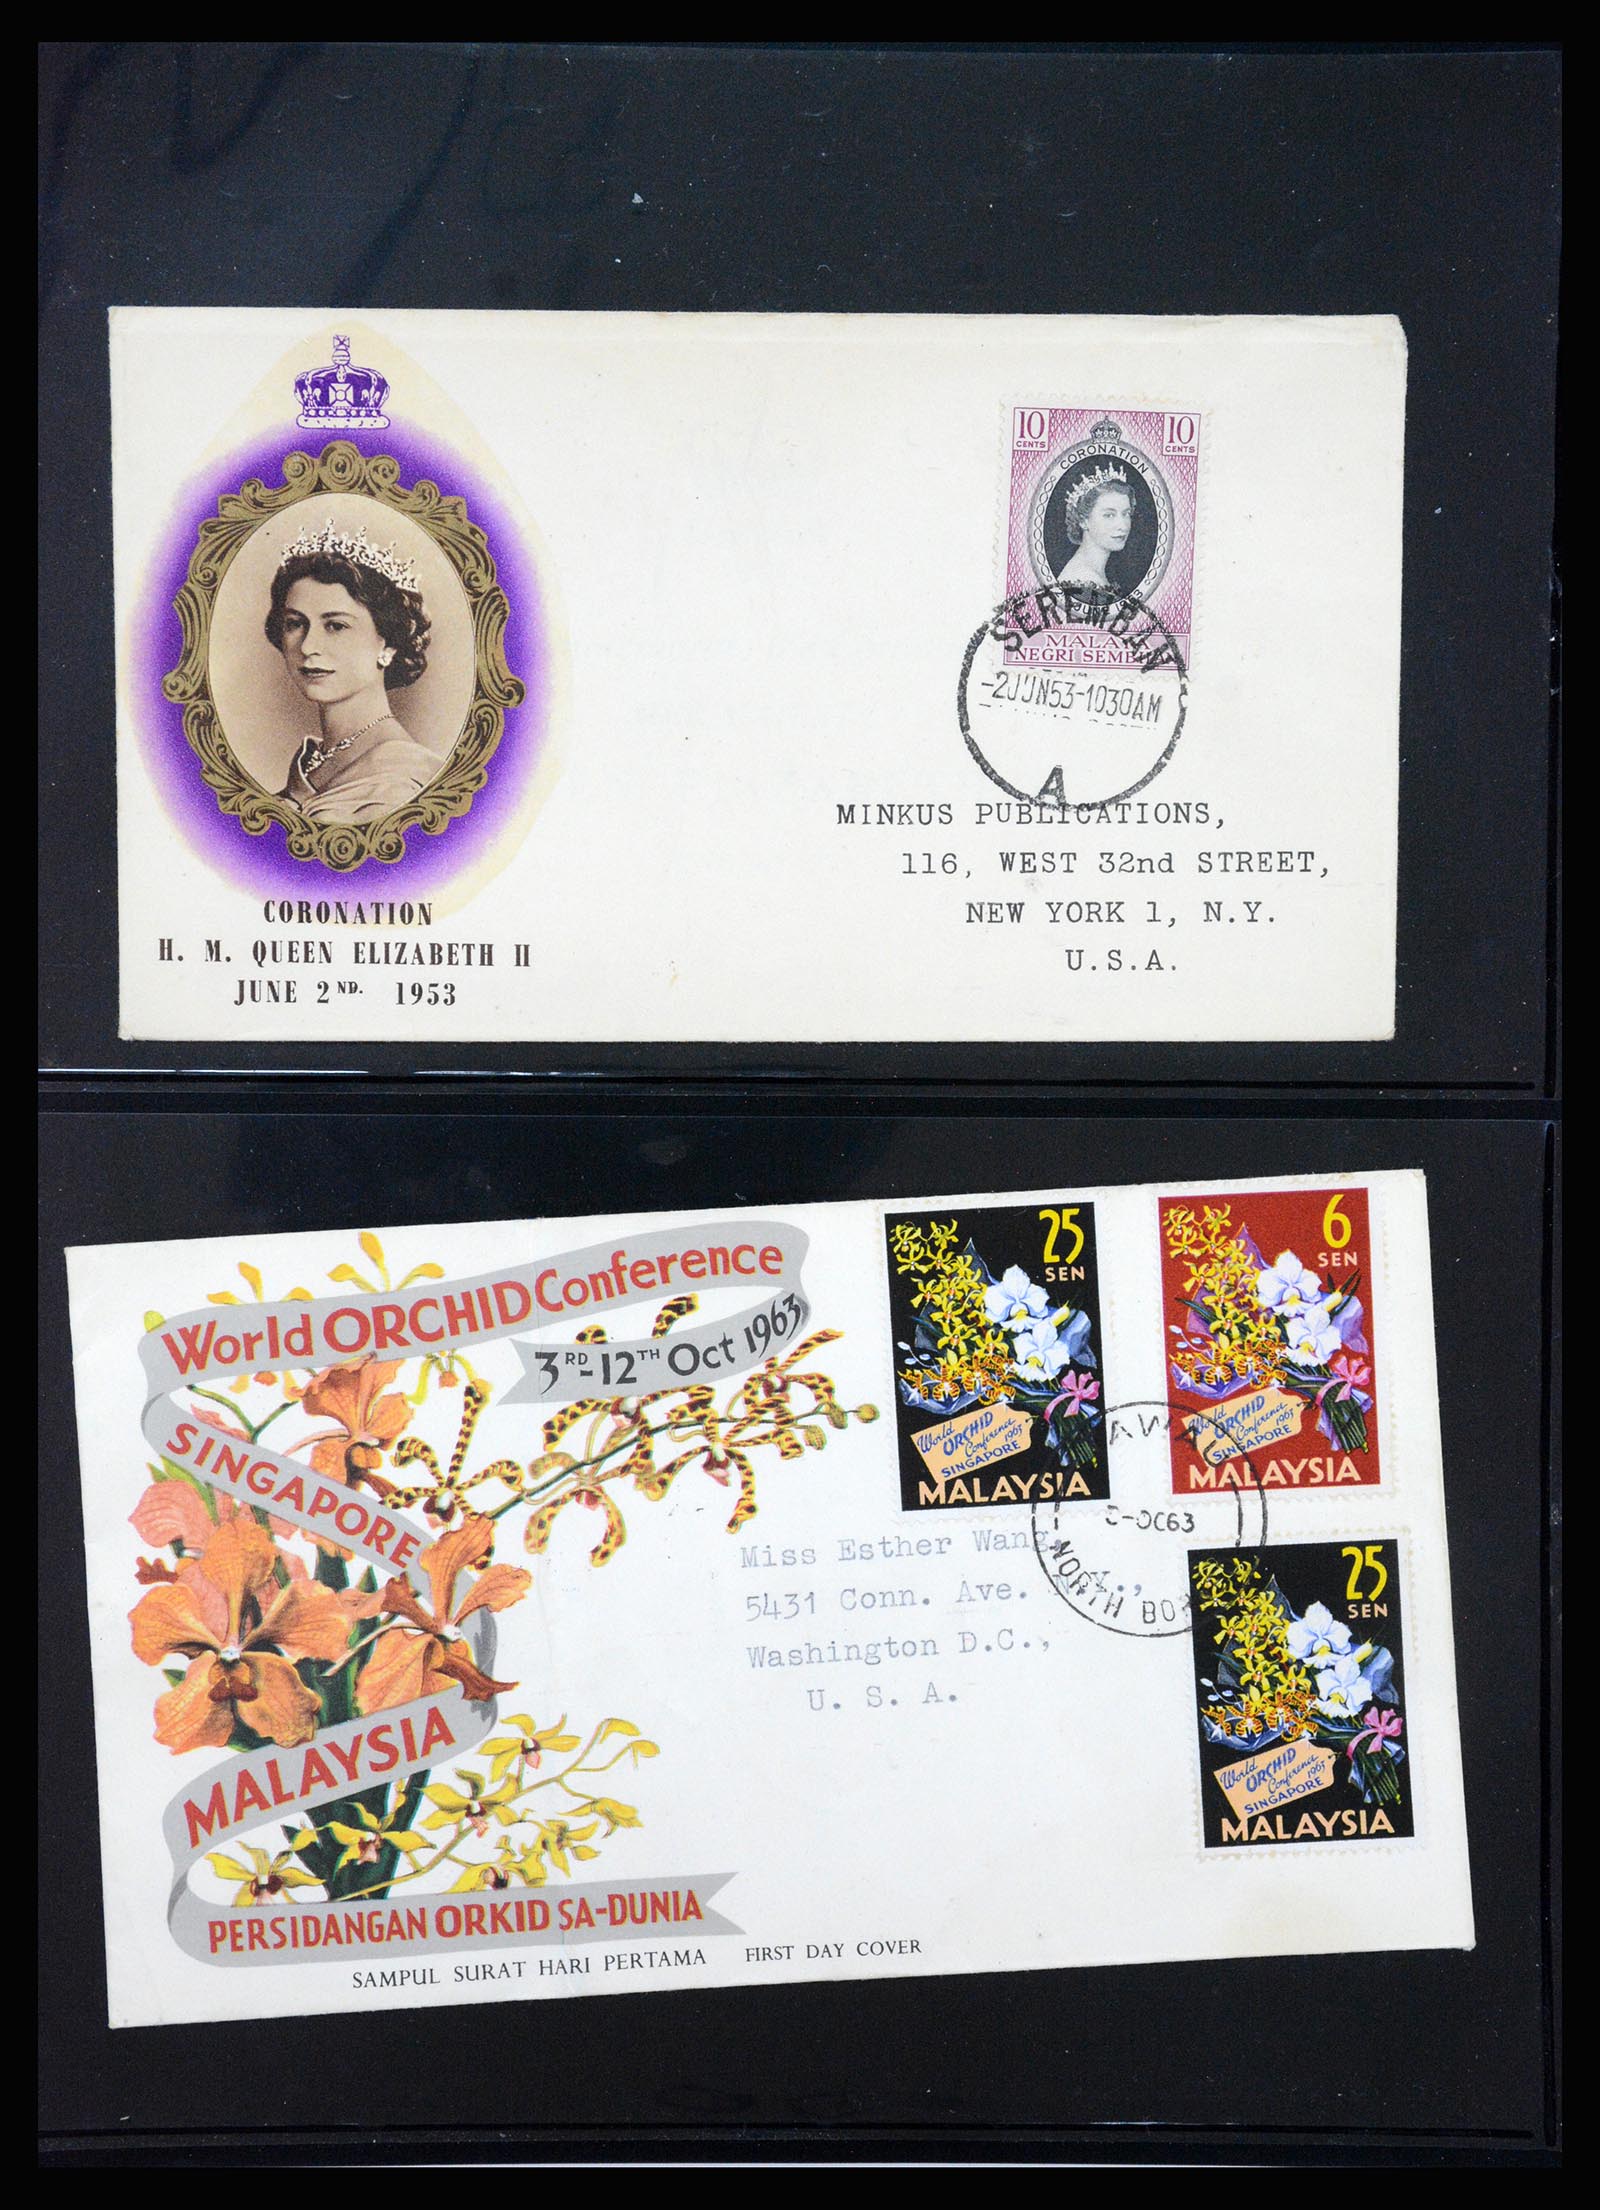 CORONATION
H. M. QUEEN ELIZABETH II
JUNE 2ND. 1953
10 CENTS 10 CENTS
CORONATION
JUNE 1953
NEGRI
SEREMBAN
-2JUN53-1030AM
A
MINKUS PUBLICATIONS,
116, WEST 32nd STREET,
NEW YORK 1, N.Y.
U.S.A.
World ORCHID Conference
3RD-12TH Oct 1963
SINGAPORE
MALAYSIA
PERSIDANGAN ORKID SA-DUNIA
SAMPUL SURAT HARI PERTAMA FIRST DAY COVER
25
SEN
World
ORCHID
Conference
1963
SINGAPORE
MALAYSIA
6
SEN
World
ORCHID
Conference
1963
SINGAPORE
MALAYSIA
-OC63
NORTH
Miss Esther Wang,
5431 Conn. Ave.
Washington D.C.,
U. S. A.
25
SEN
World
ORCHID
Conference
1963
SINGAPORE
MALAYSIA